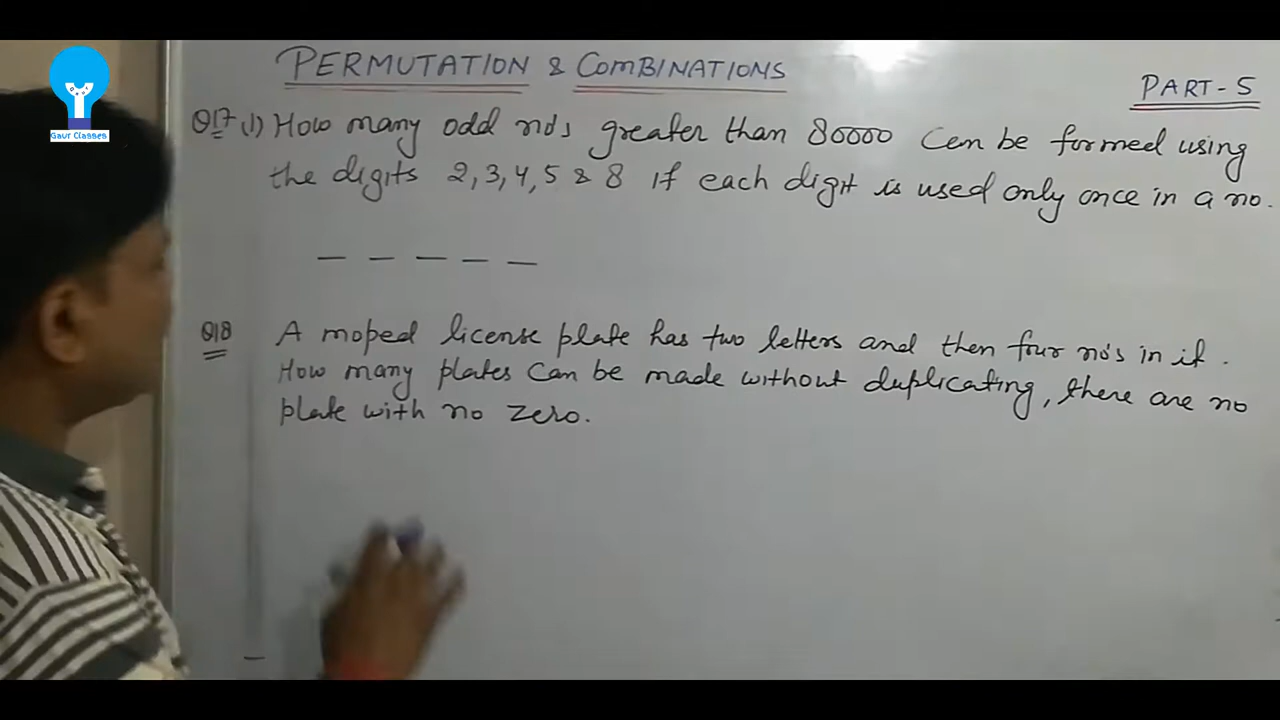 PERMUTATION & COMBINATIONS
PART-5
Gaur Classes
Q17 (1) How many odd no's greater than 80000 can be formed using
the digits 2, 3, 4, 5 & 8 if each digit is used only once in a no.
Q18 A moped license plate has two letters and then four no's in it.
How many plates can be made without duplicating, there are no
plate with no zero.